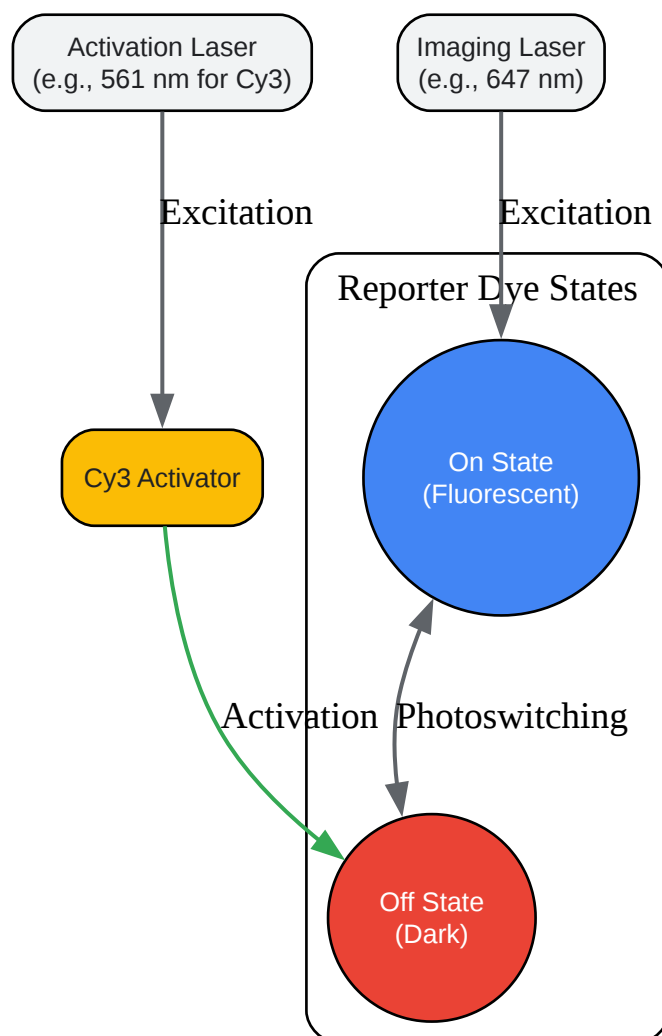 Activation Laser
(e.g., 561 nm for Cy3)
Imaging Laser
(e.g., 647 nm)
Excitation
Excitation
Reporter Dye States
Cy3 Activator
On State
(Fluorescent)
Activation
Photoswitching
Off State
(Dark)